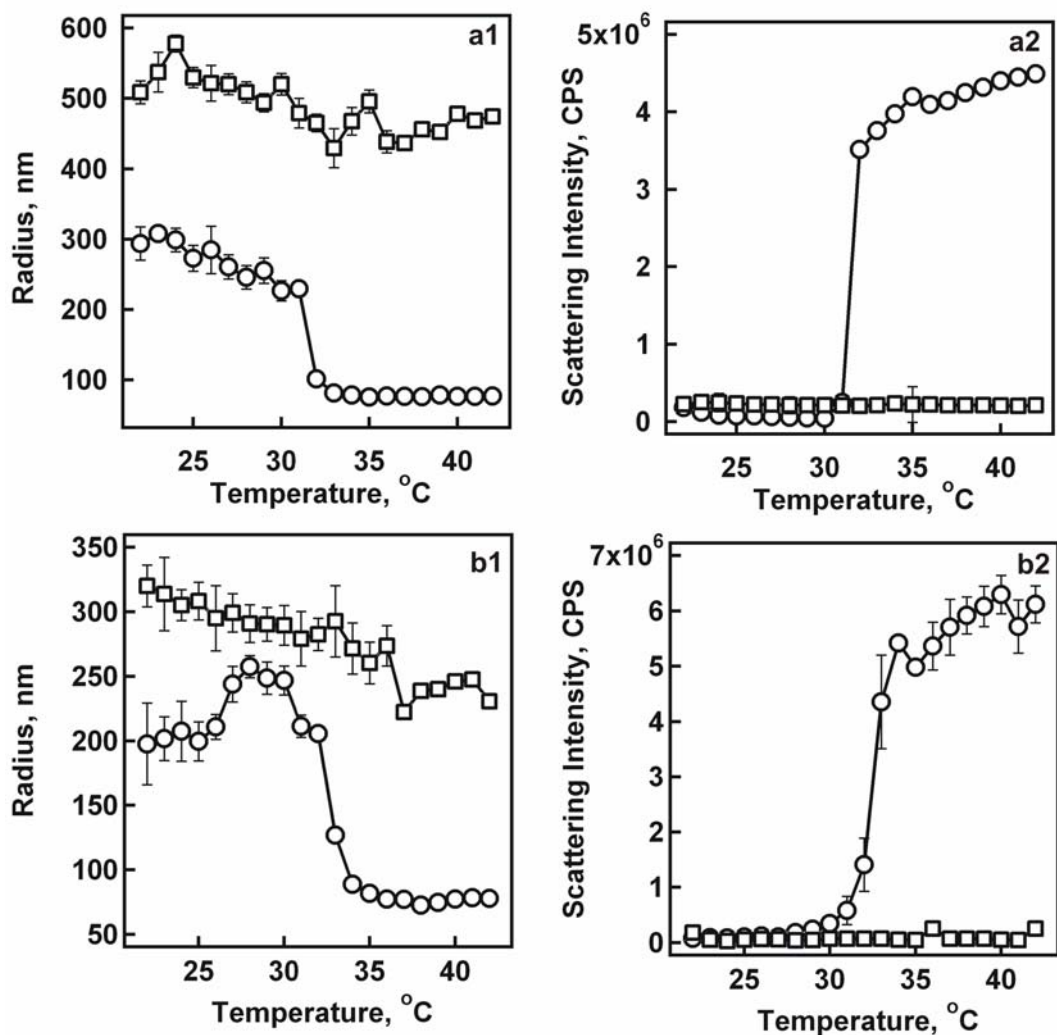 a1
600
500
400
300
200
100
Radius, nm
25 30 35 40
Temperature, °C
a2
5x10⁶
4
3
2
1
0
Scattering Intensity, CPS
25 30 35 40
Temperature, °C
b1
350
300
250
200
150
100
50
Radius, nm
25 30 35 40
Temperature, °C
b2
7x10⁶
6
5
4
3
2
1
0
Scattering Intensity, CPS
25 30 35 40
Temperature, °C